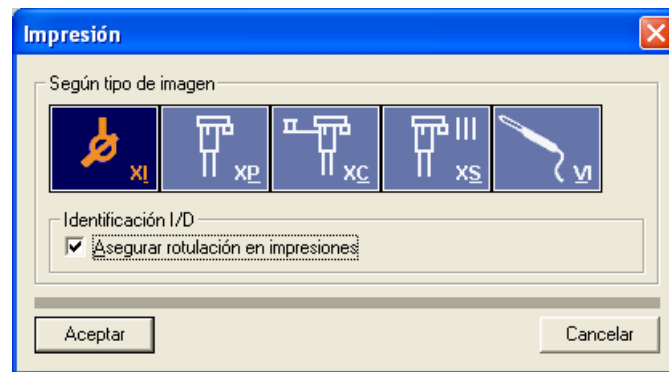 Impresión
Según tipo de imagen
XI XP XC XS VI
Identificación I/D
Asegurar rotulación en impresiones
Aceptar Cancelar